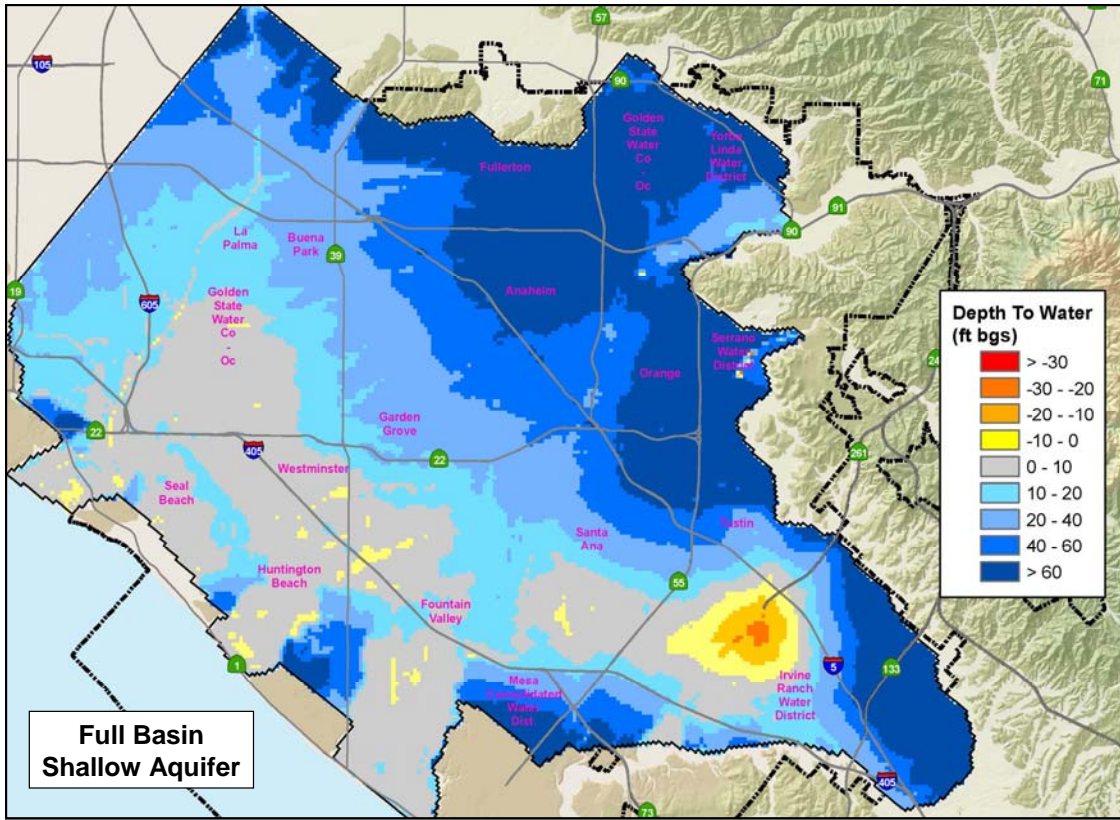 57
90
71
105
Golden
State
Water
Co
-
Oc
Yorba
Linda
Water
District
Fullerton
91
90
La
Palma
Buena
Park
39
19
605
Golden
State
Water
Co
-
Oc
Anaheim
Serrano
Water
District
Orange
Depth To Water
(ft bgs)
> -30
-30 - -20
-20 - -10
-10 - 0
0 - 10
10 - 20
20 - 40
40 - 60
> 60
Garden
Grove
22
405
22
261
Westminster
Seal
Beach
Santa
Ana
Tustin
Huntington
Beach
55
Fountain
Valley
1
5
133
Mesa
Consolidated
Water
Dist.
Irvine
Ranch
Water
District
405
73
Full Basin
Shallow Aquifer